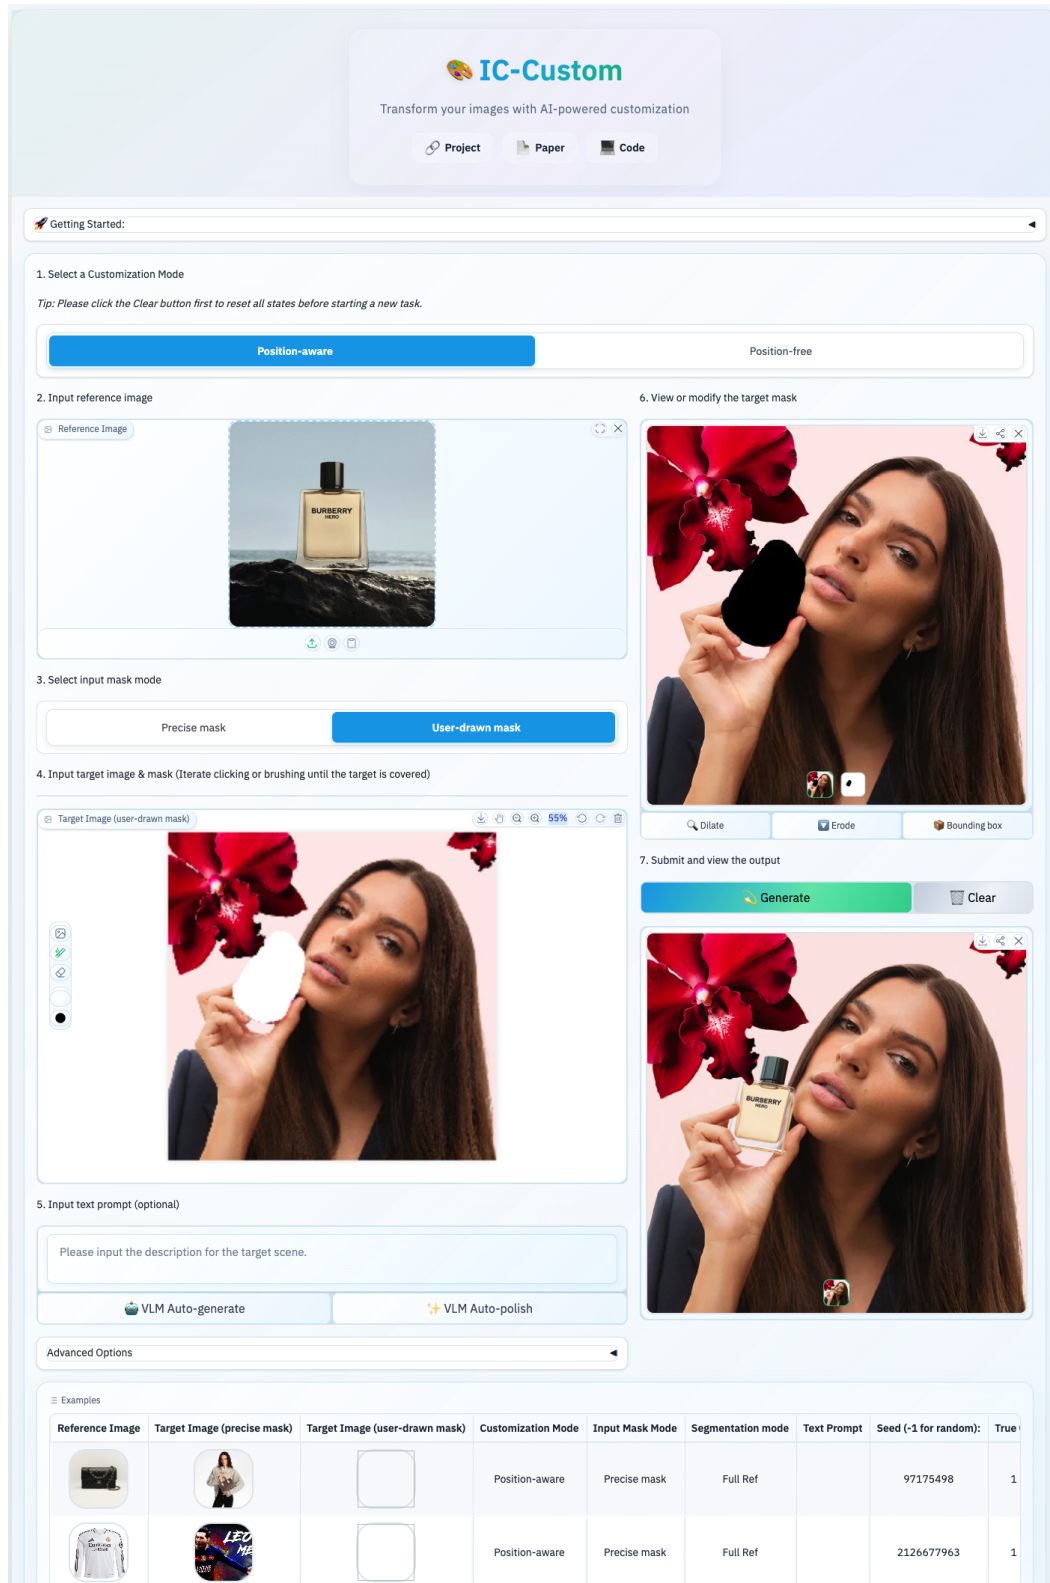 IC-Custom
Transform your images with AI-powered customization
Project Paper Code
Getting Started:
1. Select a Customization Mode
Tip: Please click the Clear button first to reset all states before starting a new task.
Position-aware Position-free
2. Input reference image
Reference Image
BURBERRY
HERO
3. Select input mask mode
Precise mask User-drawn mask
4. Input target image & mask (Iterate clicking or brushing until the target is covered)
Target Image (user-drawn mask) 55%
5. Input text prompt (optional)
Please input the description for the target scene.
VLM Auto-generate VLM Auto-polish
Advanced Options
6. View or modify the target mask
Dilate Erode Bounding box
7. Submit and view the output
Generate Clear
BURBERRY
HERO
Examples
Reference Image Target Image (precise mask) Target Image (user-drawn mask) Customization Mode Input Mask Mode Segmentation mode Text Prompt Seed (-1 for random): True
Position-aware Precise mask Full Ref 97175498 1
LEO
ME
Position-aware Precise mask Full Ref 2126677963 1